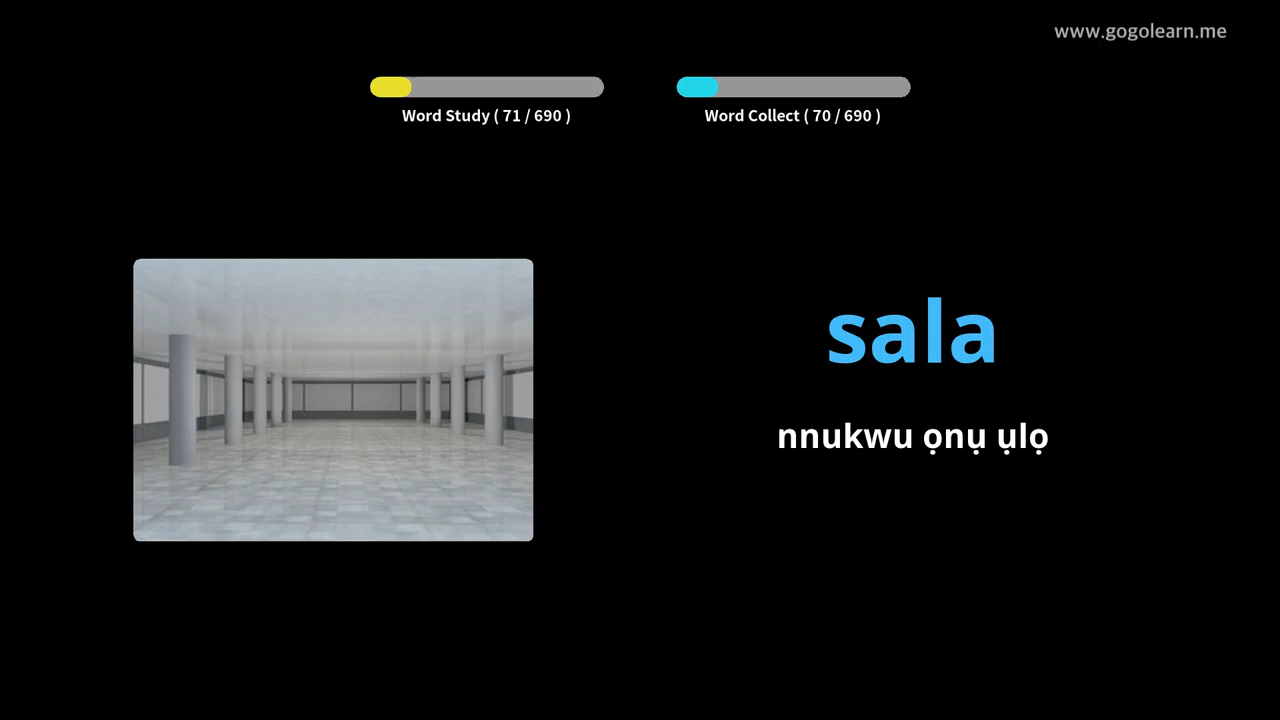 www.gogolearn.me
Word Study ( 71 / 690 )
Word Collect ( 70 / 690 )
sala
nnukwu ọnụ ụlọ